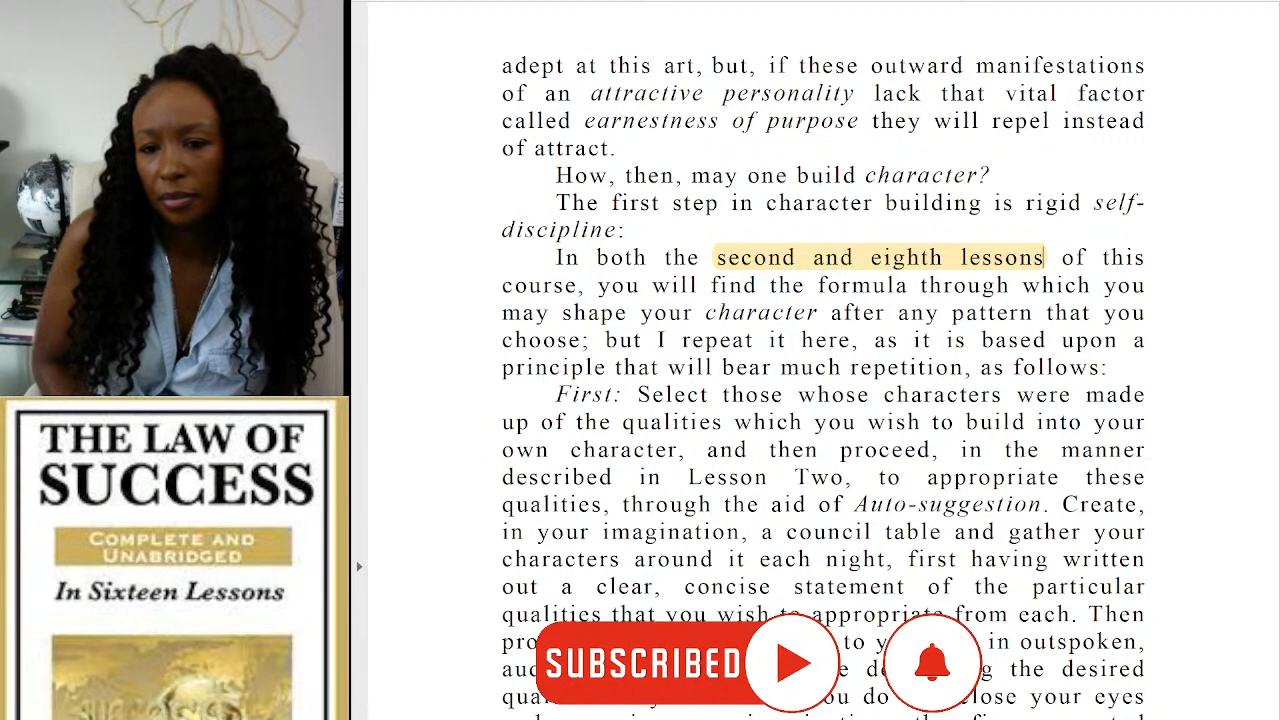 adept at this art, but, if these outward manifestations
of an attractive personality lack that vital factor
called earnestness of purpose they will repel instead
of attract.
How, then, may one build character?
The first step in character building is rigid self-
discipline:
In both the second and eighth lessons of this
course, you will find the formula through which you
may shape your character after any pattern that you
choose; but I repeat it here, as it is based upon a
principle that will bear much repetition, as follows:
First: Select those whose characters were made
up of the qualities which you wish to build into your
own character, and then proceed, in the manner
described in Lesson Two, to appropriate these
qualities, through the aid of Auto-suggestion. Create,
in your imagination, a council table and gather your
characters around it each night, first having written
out a clear, concise statement of the particular
qualities that you wish to appropriate from each. Then
to in outspoken,
the desired
you do close your eyes
SUBSCRIBED
THE LAW OF
SUCCESS
COMPLETE AND
UNABRIDGED
In Sixteen Lessons